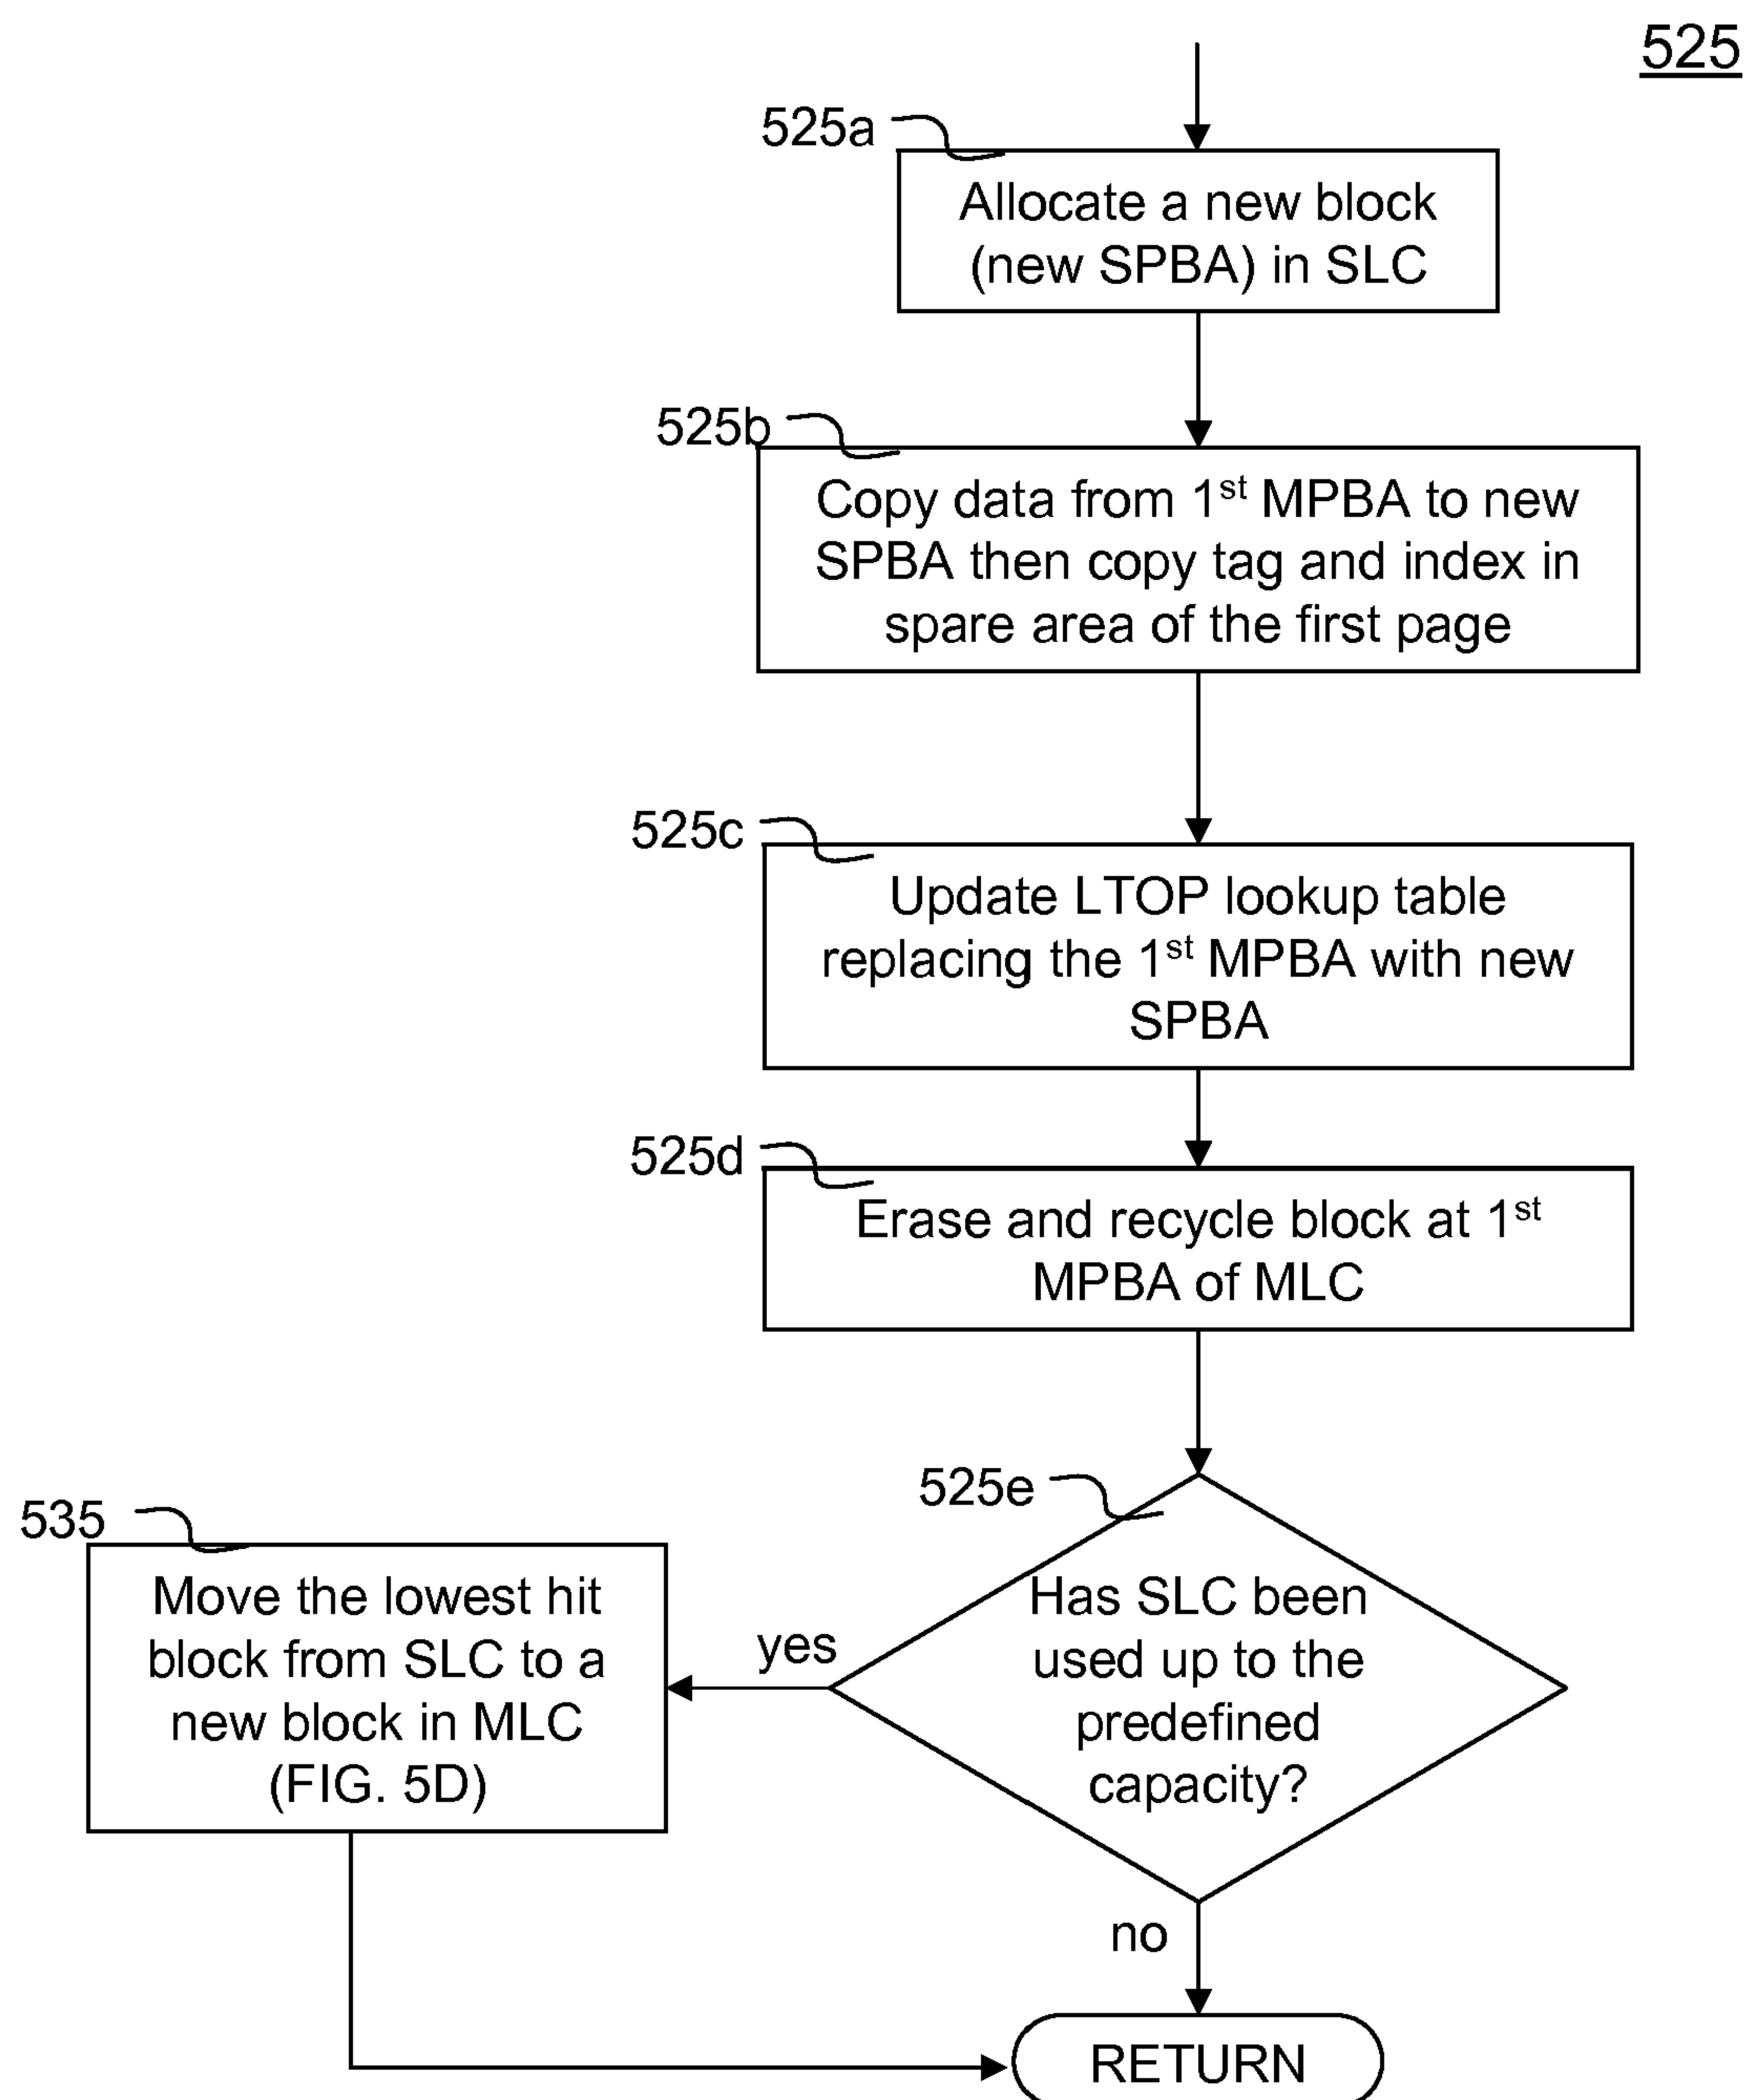 525
525a
Allocate a new block
(new SPBA) in SLC
525b
Copy data from 1st MPBA to new
SPBA then copy tag and index in
spare area of the first page
525c
Update LTOP lookup table
replacing the 1st MPBA with new
SPBA
525d
Erase and recycle block at 1st
MPBA of MLC
525e
Has SLC been
used up to the
predefined
capacity?
yes
535
Move the lowest hit
block from SLC to a
new block in MLC
(FIG. 5D)
no
RETURN